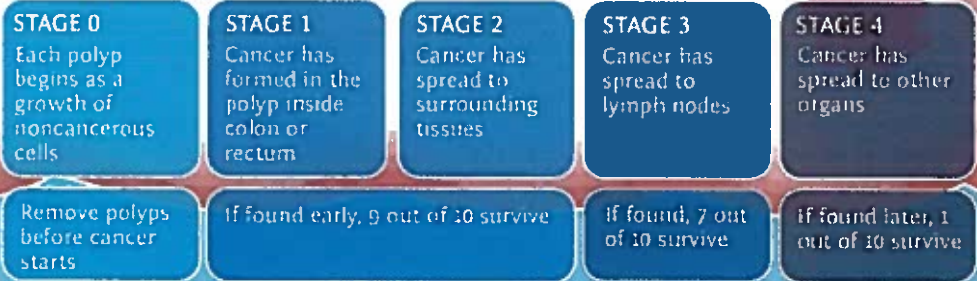 STAGE 0
Each polyp
begins as a
growth of
noncancerous
cells
STAGE 1
Cancer has
formed in the
polyp inside
colon or
rectum
STAGE 2
Cancer has
spread to
surrounding
tissues
STAGE 3
Cancer has
spread to
lymph nodes
STAGE 4
Cancer has
spread to other
organs
Remove polyps
before cancer
starts
If found early, 9 out of 10 survive
If found, 7 out
of 10 survive
If found later, 1
out of 10 survive